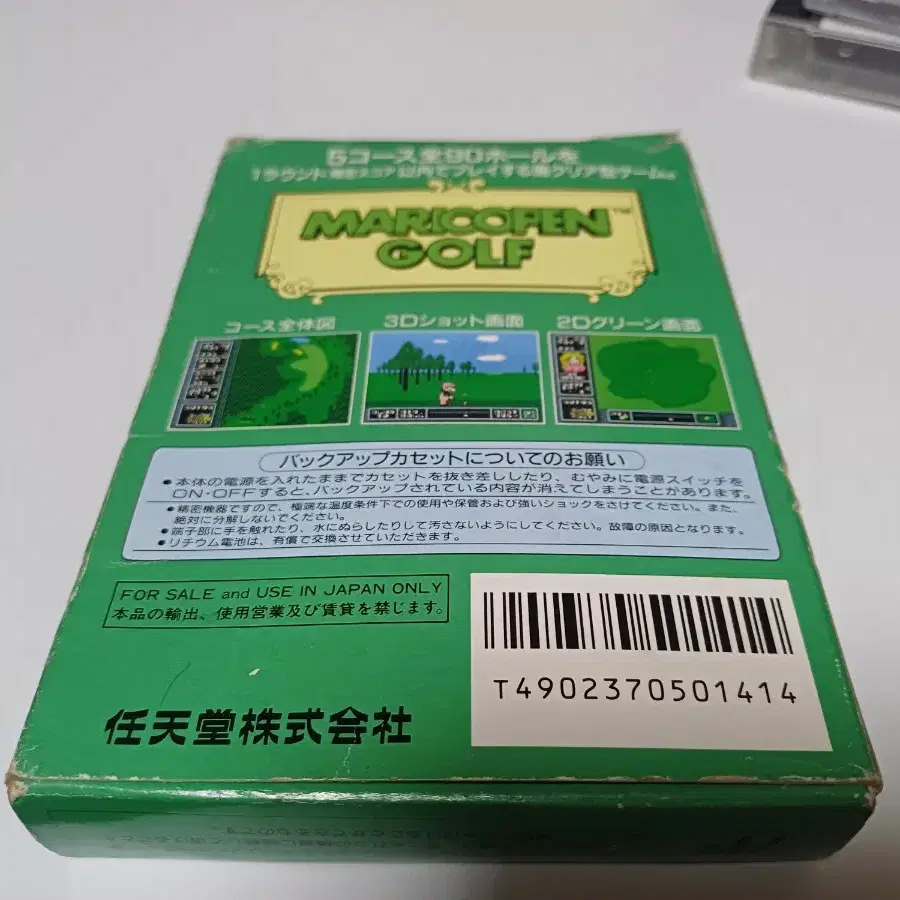 5コース全90ホールを
1ラウンド規定スコア以内でプレイする面クリア型ゲーム。
MARIOOPEN™
GOLF
コース全体図
3Dショット画面
2Dグリーン画面
バックアップカセットについてのお願い
●本体の電源を入れたままでカセットを抜き差ししたり、むやみに電源スイッチを
ON・OFFすると、バックアップされている内容が消えてしまうことがあります。
●精密機器ですので、極端な温度条件下での使用や保管および強いショックをさけてください。また、
絶対に分解しないでください。
●端子部に手を触れたり、水にぬらしたりして汚さないようにしてください。故障の原因となります。
●リチウム電池は、有償で交換させていただきます。
FOR SALE and USE IN JAPAN ONLY
本品の輸出、使用営業及び賃貸を禁じます。
T4902370501414
任天堂株式会社